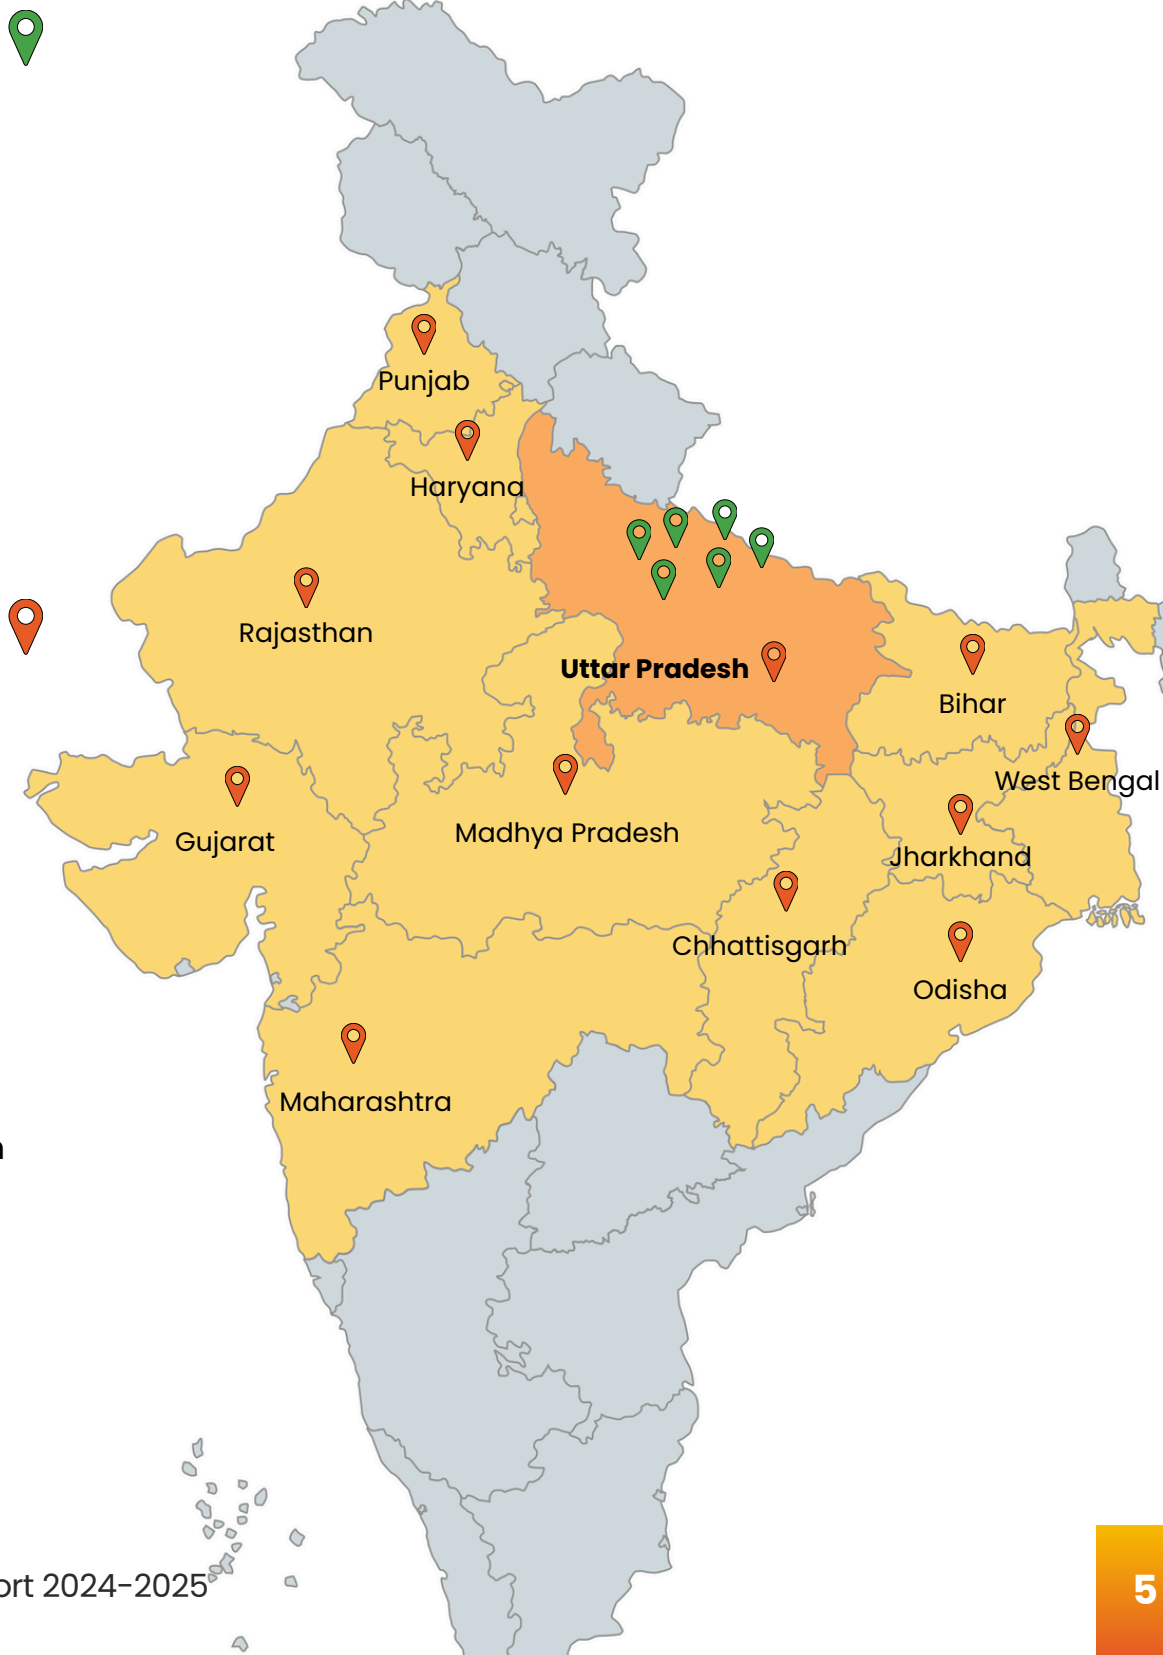 Punjab
Haryana
Rajasthan
Uttar Pradesh
Bihar
West Bengal
Gujarat
Madhya Pradesh
Jharkhand
Chhattisgarh
Odisha
Maharashtra
ort 2024-2025
5